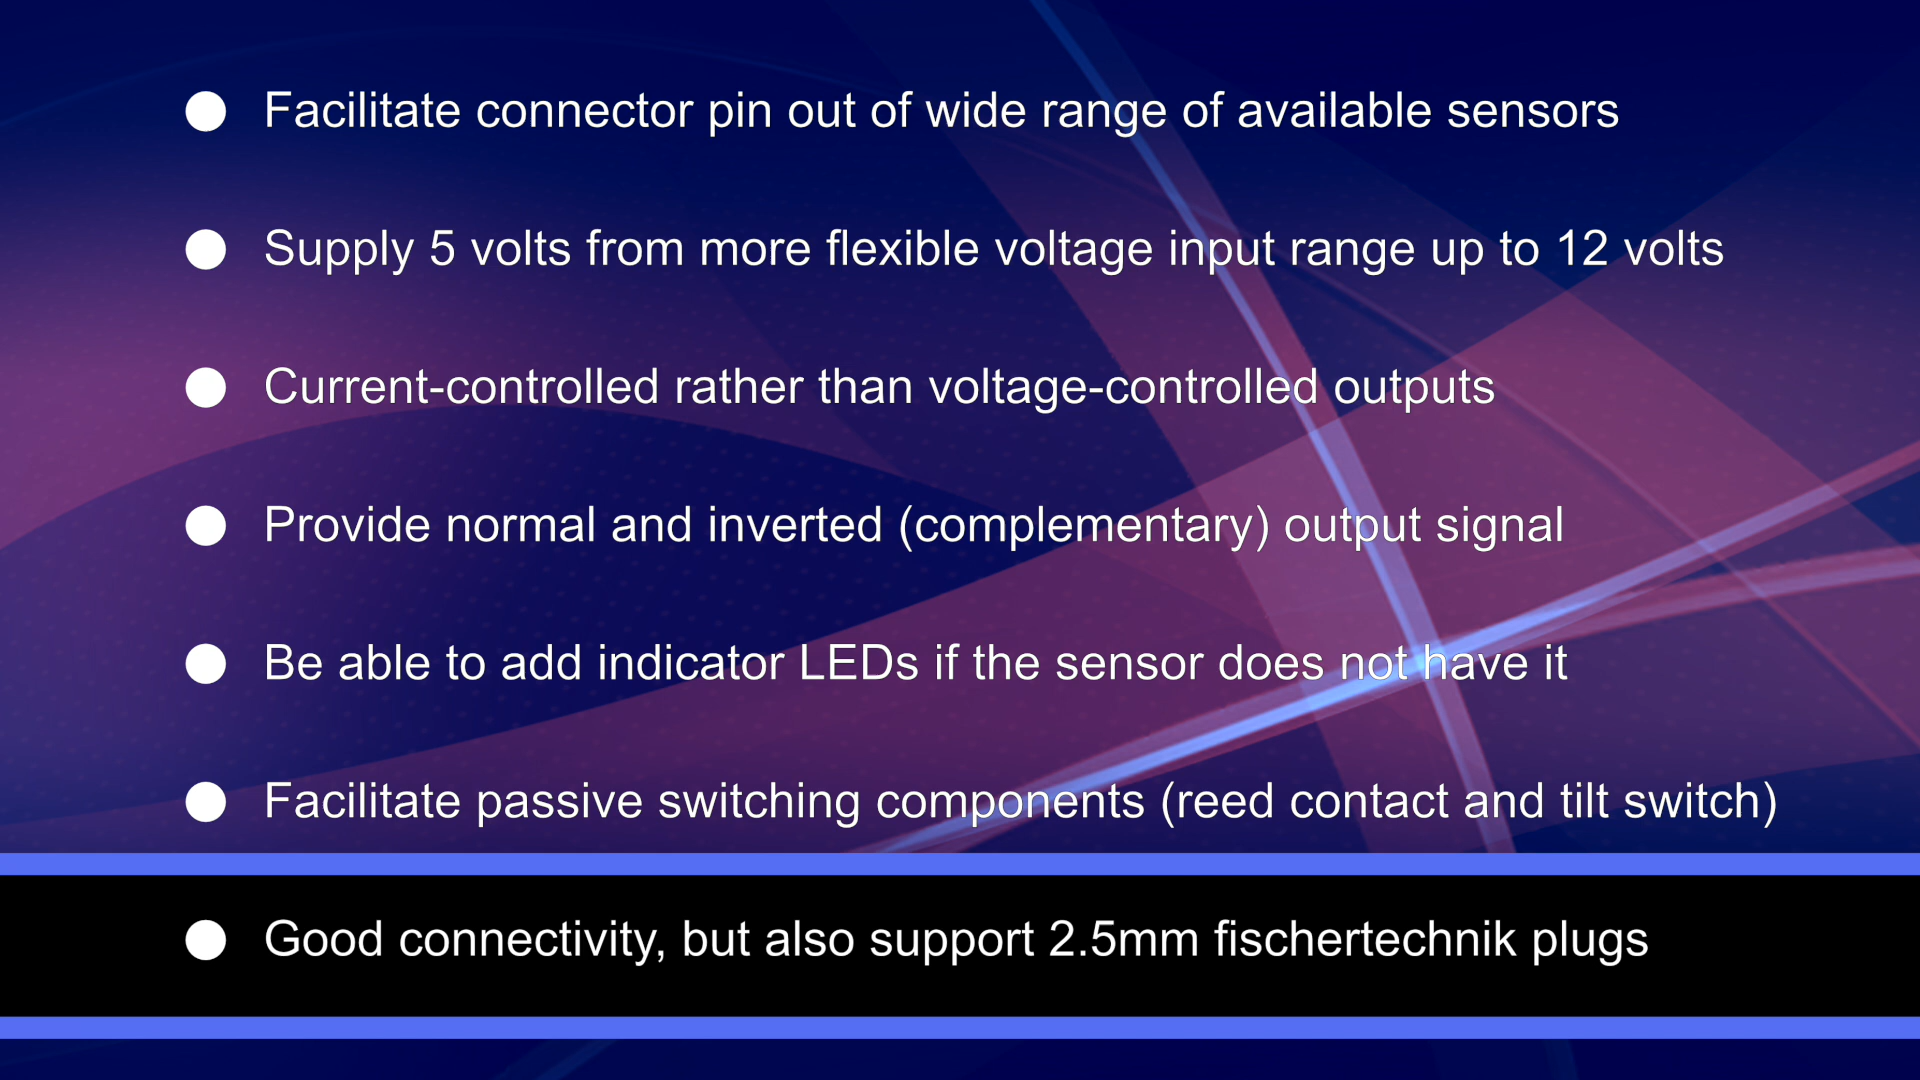 ● Facilitate connector pin out of wide range of available sensors
● Supply 5 volts from more flexible voltage input range up to 12 volts
● Current-controlled rather than voltage-controlled outputs
● Provide normal and inverted (complementary) output signal
● Be able to add indicator LEDs if the sensor does not have it
● Facilitate passive switching components (reed contact and tilt switch)
● Good connectivity, but also support 2.5mm fischertechnik plugs